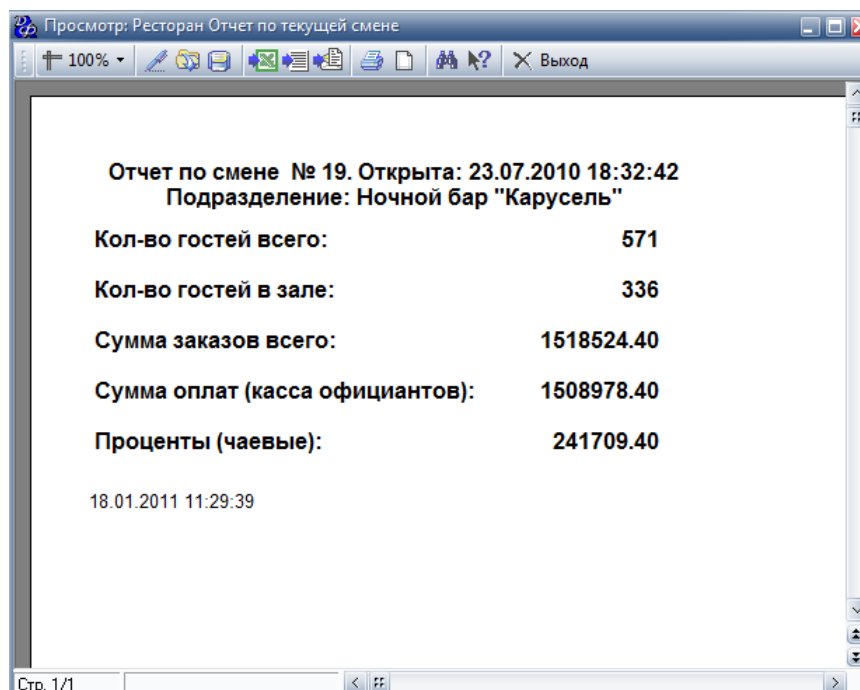 Просмотр: Ресторан Отчет по текущей смене
100% Выход
Отчет по смене № 19. Открыта: 23.07.2010 18:32:42
Подразделение: Ночной бар "Карусель"
Кол-во гостей всего: 571
Кол-во гостей в зале: 336
Сумма заказов всего: 1518524.40
Сумма оплат (касса официантов): 1508978.40
Проценты (чаевые): 241709.40
18.01.2011 11:29:39
Стр. 1/1